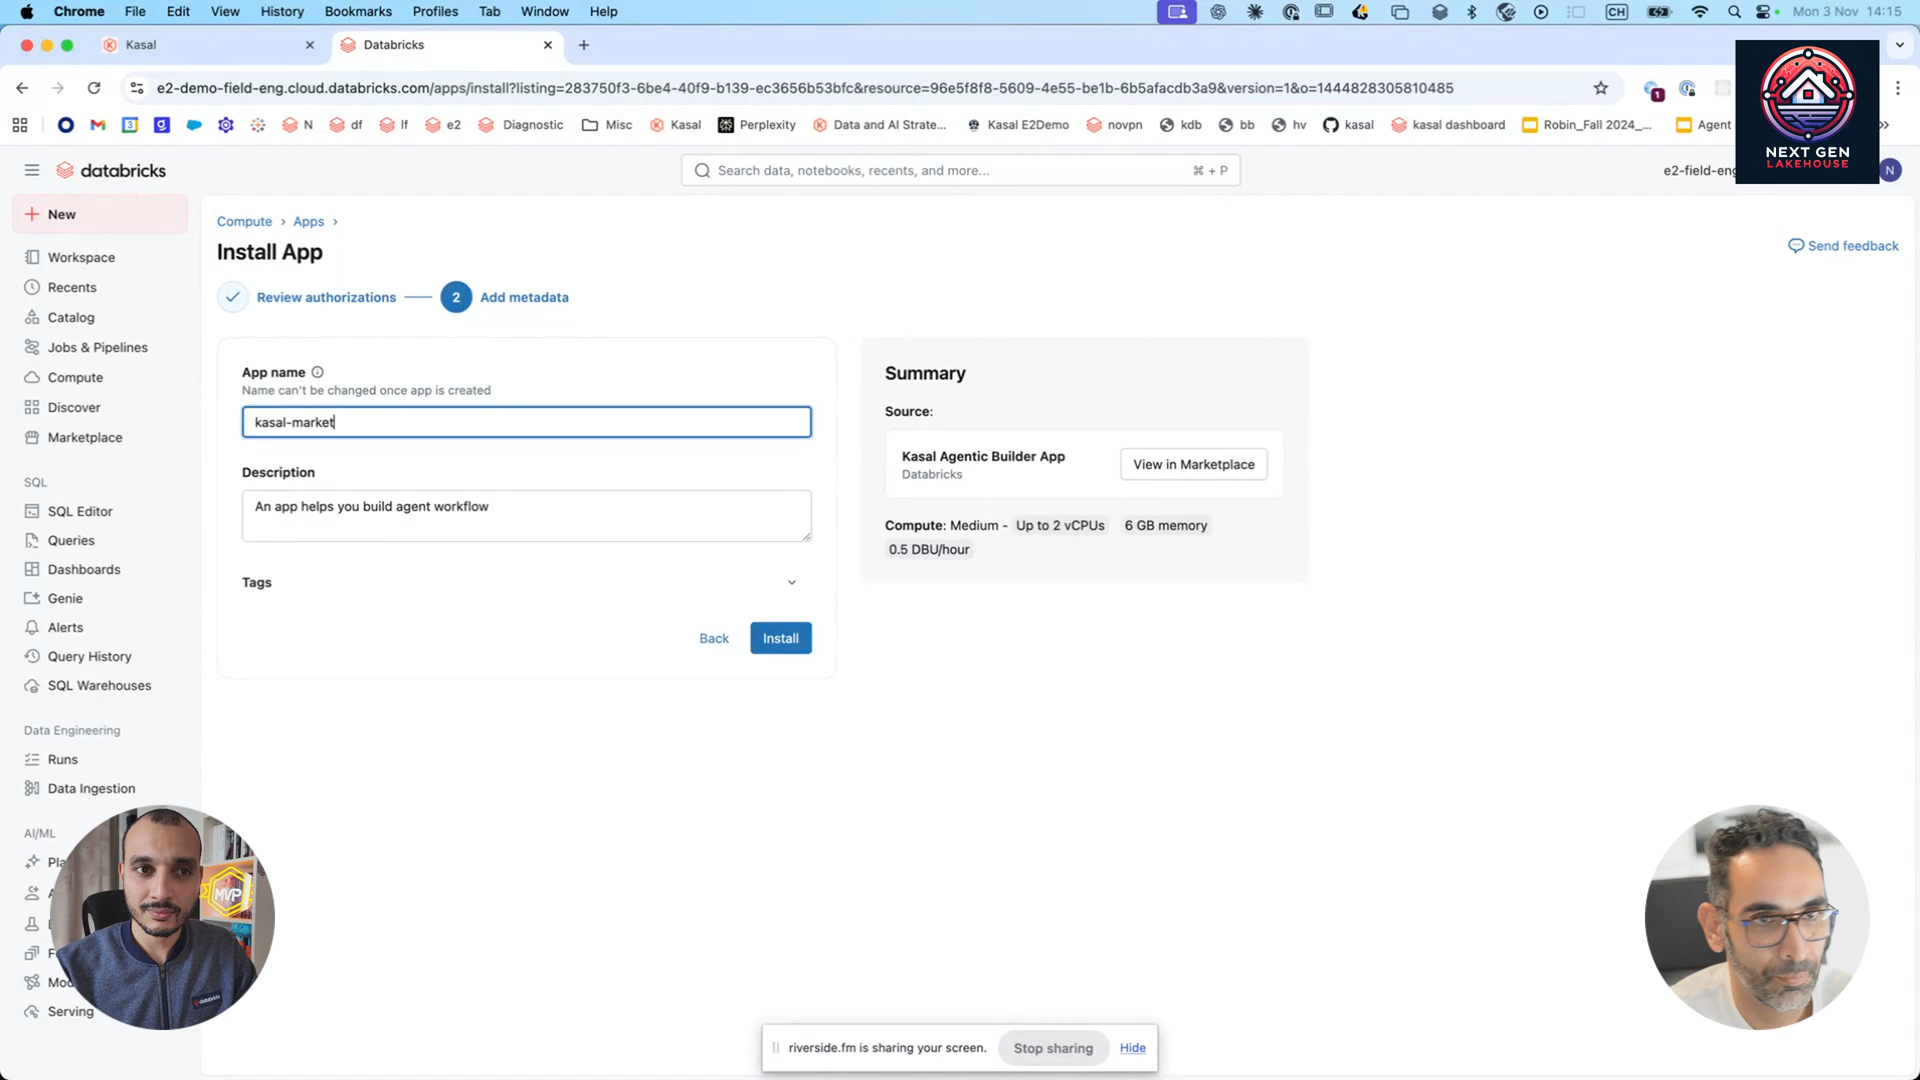 Chrome File Edit View History Bookmarks Profiles Tab Window Help
CH
Mon 3 Nov 14:15
Kasal
Databricks
e2-demo-field-eng.cloud.databricks.com/apps/install?listing=283750f3-6be4-40f9-b139-ec3656b53bfc&resource=96e5f8f8-5609-4e55-be1b-6b5afacdb3a9&version=1&o=1444828305810485
1
N df lf e2 Diagnostic Misc Kasal Perplexity Data and AI Strate... Kasal E2Demo novpn kdb bb hv kasal kasal dashboard Robin_Fall 2024_... Agent
NEXT GEN
LAKEHOUSE
databricks
Search data, notebooks, recents, and more...
⌘ + P
e2-field-eng
N
New
Workspace
Recents
Catalog
Jobs & Pipelines
Compute
Discover
Marketplace
SQL
SQL Editor
Queries
Dashboards
Genie
Alerts
Query History
SQL Warehouses
Data Engineering
Runs
Data Ingestion
AI/ML
Serving
Compute › Apps ›
Install App
Send feedback
Review authorizations
2 Add metadata
App name
Name can't be changed once app is created
kasal-market
Description
An app helps you build agent workflow
Tags
Back
Install
Summary
Source:
Kasal Agentic Builder App
Databricks
View in Marketplace
Compute: Medium - Up to 2 vCPUs 6 GB memory
0.5 DBU/hour
MVP
databricks
riverside.fm is sharing your screen.
Stop sharing
Hide